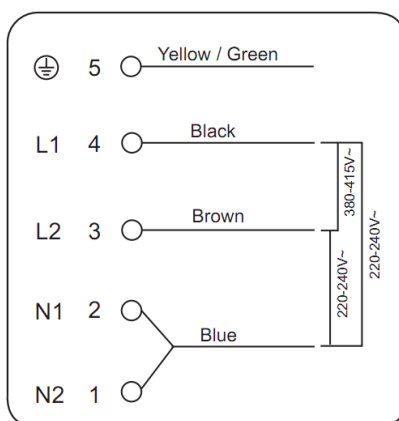 5 Yellow / Green
L1 4 Black
L2 3 Brown
N1 2
Blue
N2 1
380-415V~
220-240V~
220-240V~